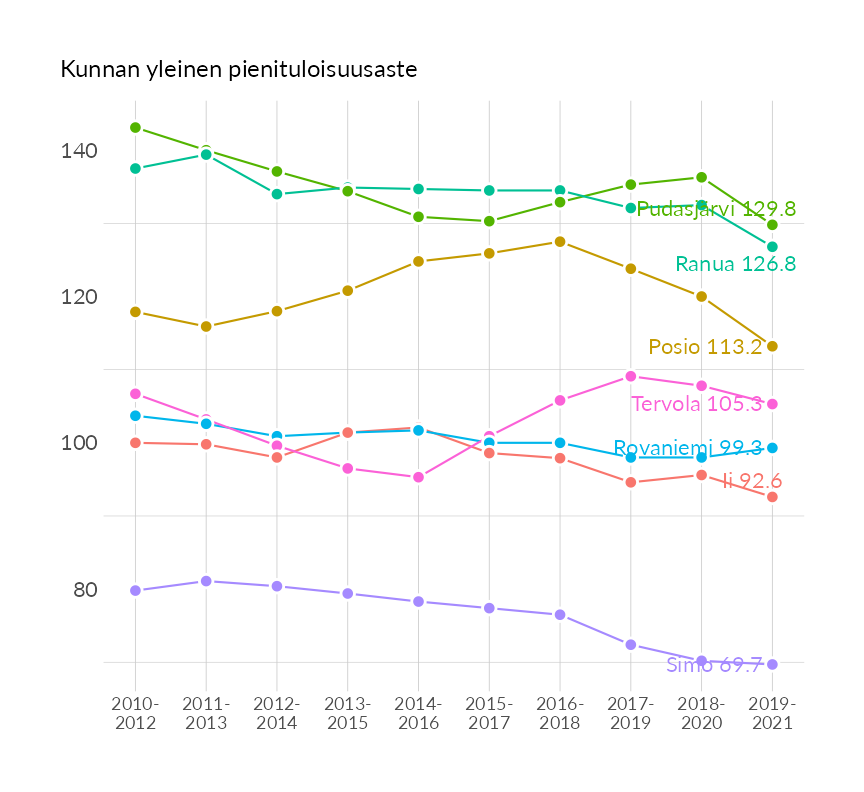 Kunnan yleinen pienituloisuusaste
140
120
100
80
Pudasjärvi 129.8
Ranua 126.8
Posio 113.2
Tervola 105.3
Rovaniemi 99.3
Ii 92.6
Simo 69.7
2010- 2011- 2012- 2013- 2014- 2015- 2016- 2017- 2018- 2019-
2012 2013 2014 2015 2016 2017 2018 2019 2020 2021